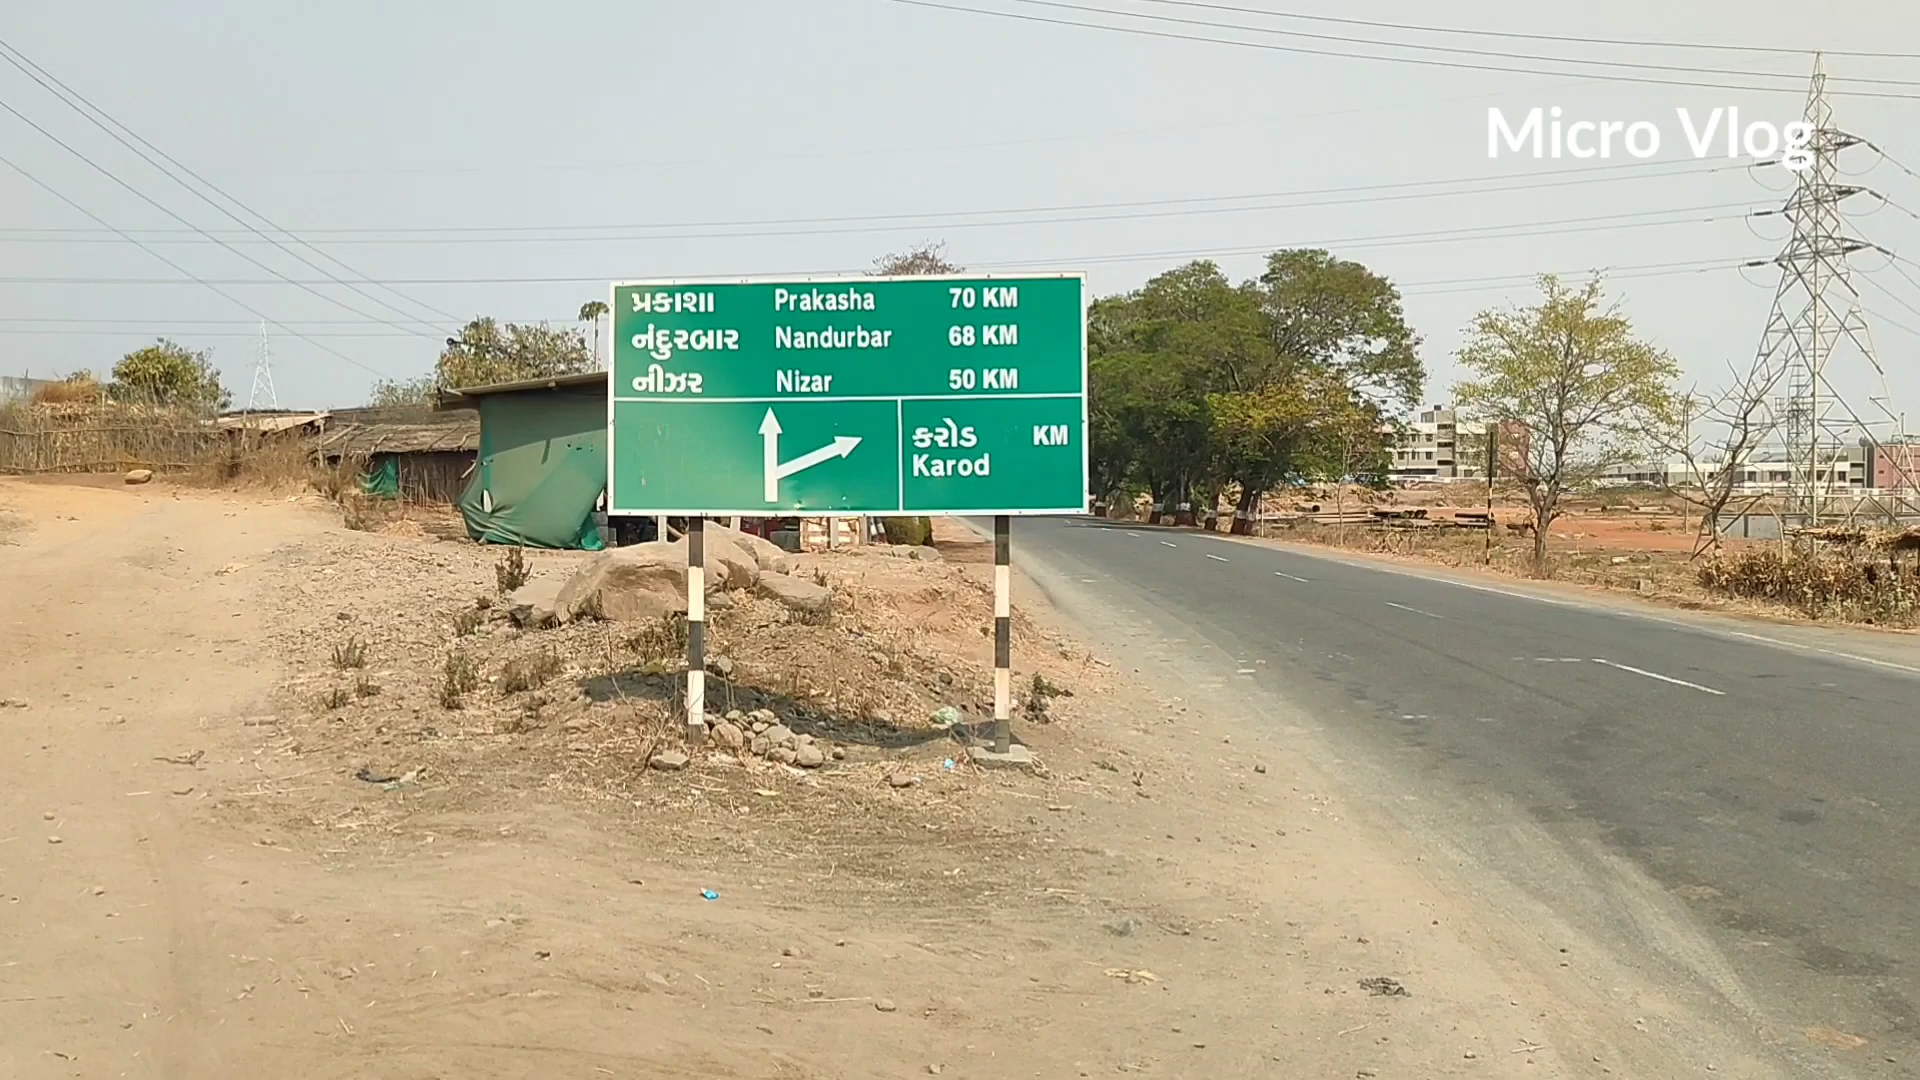 Micro Vlog
પ્રકાશા Prakasha 70 KM
નંદુરબાર Nandurbar 68 KM
નીઝર Nizar 50 KM
કરોડ KM
Karod